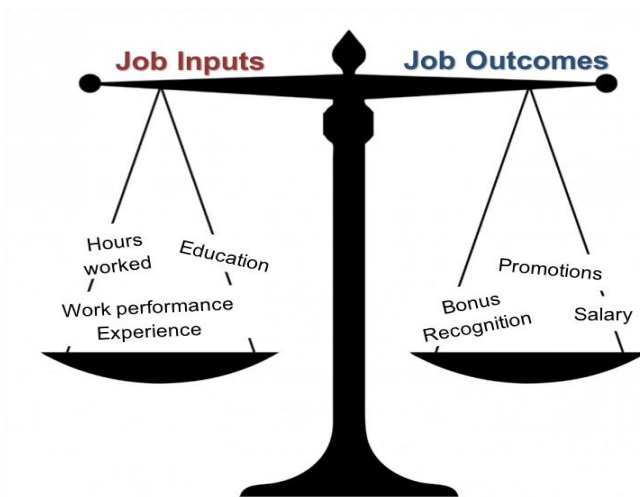 Job Inputs
Job Outcomes
Hours
worked
Education
Work performance
Experience
Promotions
Bonus
Recognition
Salary